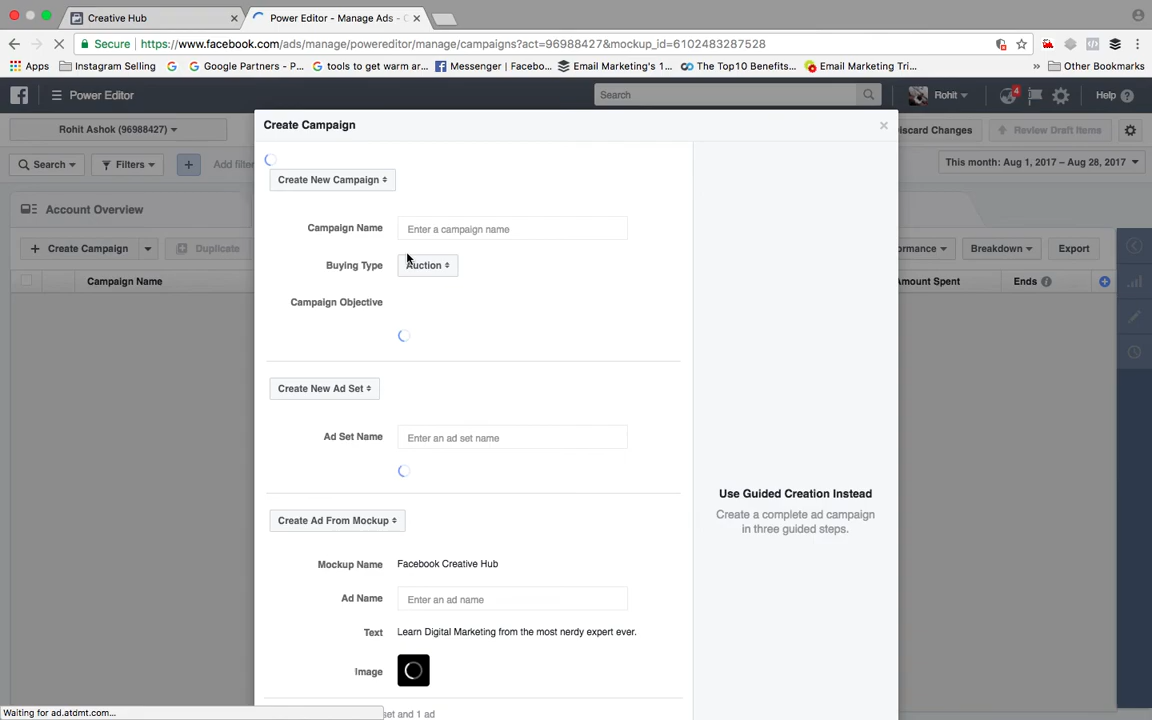 Creative Hub
Power Editor - Manage Ads - C
Secure https://www.facebook.com/ads/manage/powereditor/manage/campaigns?act=96988427&mockup_id=6102483287528
Apps Instagram Selling Google Partners - P... tools to get warm ar... Messenger | Facebo... Email Marketing's 1... The Top10 Benefits... Email Marketing Tri... » Other Bookmarks
Power Editor Search Rohit 4 Help
Rohit Ashok (96988427) iscard Changes Review Draft Items
Search Filters + Add filte This month: Aug 1, 2017 – Aug 28, 2017
Account Overview
+ Create Campaign Duplicate ormance Breakdown Export
Campaign Name Amount Spent Ends
Create Campaign
Create New Campaign
Campaign Name Enter a campaign name
Buying Type Auction
Campaign Objective
Create New Ad Set
Ad Set Name Enter an ad set name
Create Ad From Mockup
Mockup Name Facebook Creative Hub
Ad Name Enter an ad name
Text Learn Digital Marketing from the most nerdy expert ever.
Image
Use Guided Creation Instead
Create a complete ad campaign
in three guided steps.
Waiting for ad.atdmt.com... set and 1 ad